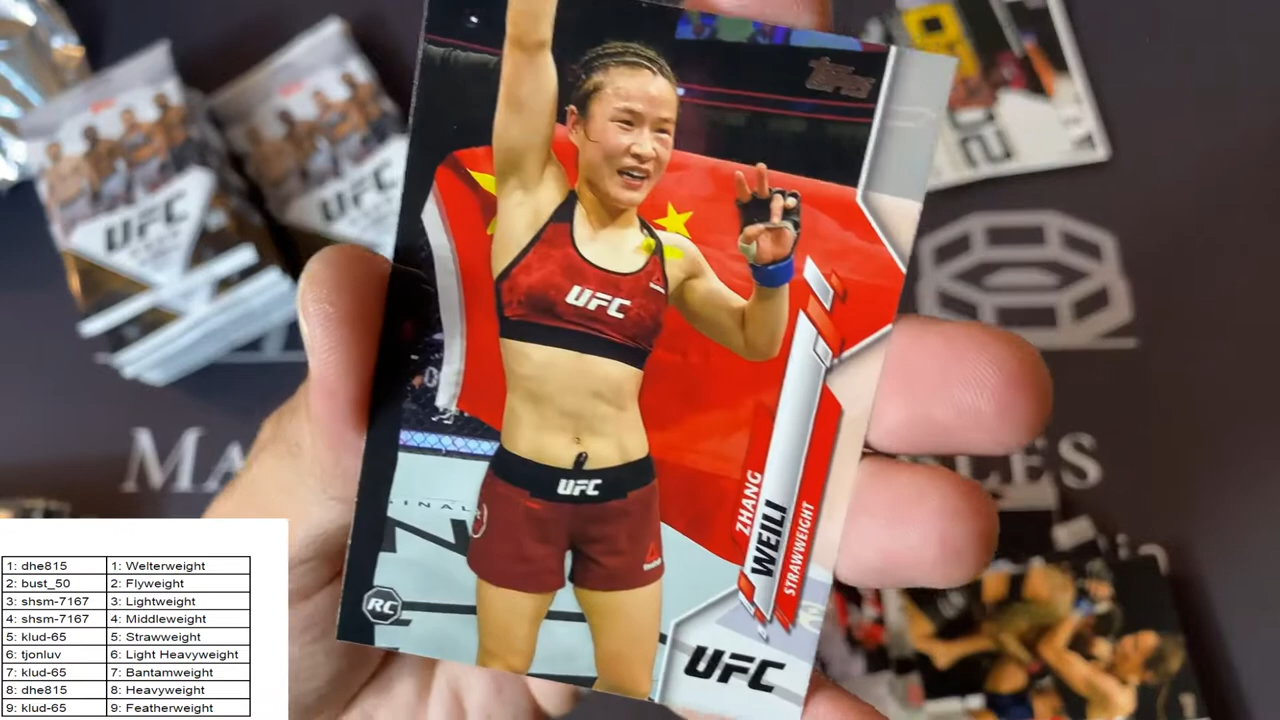 Topps
UFC
UFC
UFC
UFC
ZHANG
WEILI
STRAWWEIGHT
RC
UFC
MA
LES
1: dhe815 1: Welterweight
2: bust_50 2: Flyweight
3: shsm-7167 3: Lightweight
4: shsm-7167 4: Middleweight
5: klud-65 5: Strawweight
6: tjonluv 6: Light Heavyweight
7: klud-65 7: Bantamweight
8: dhe815 8: Heavyweight
9: klud-65 9: Featherweight